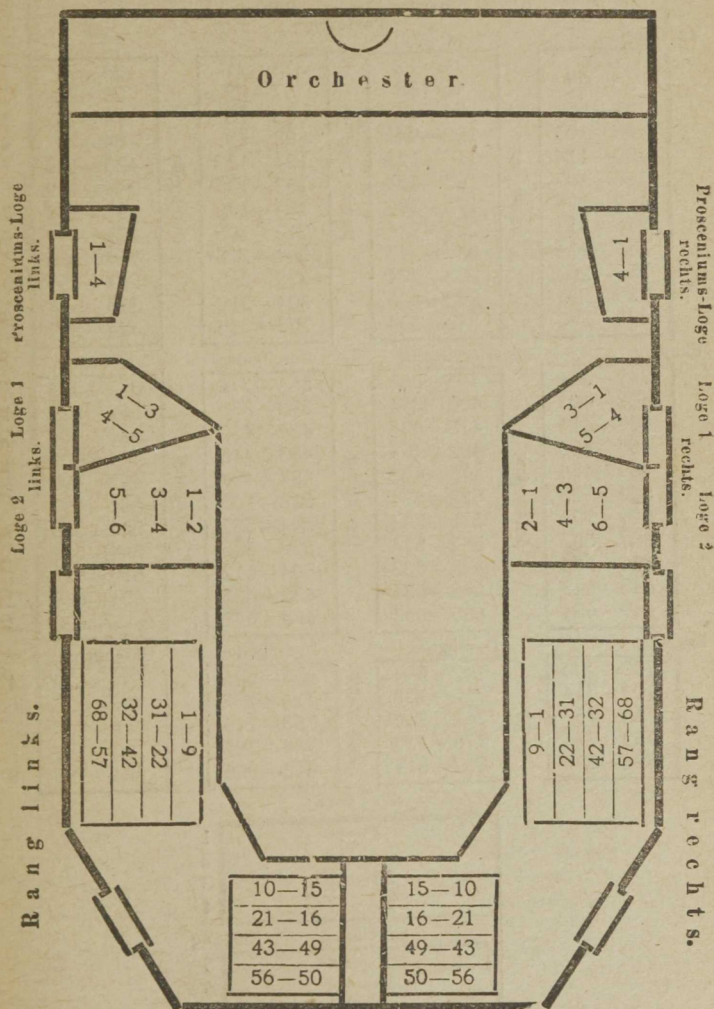 Orchester
Prosceniums-Loge
links.
1—4
4—1
Prosceniums-Loge
rechts.
Loge 1
Loge 2
links.
1—3
4—5
3—1
5—4
Loge 1
Loge 2
rechts.
5—6
3—4
1—2
2—1
4—3
6—5
Rang links.
68—57
32—42
31—22
1—9
9—1
22—31
42—32
57—68
Rang rechts.
10—15
21—16
43—49
56—50
15—10
16—21
49—43
50—56